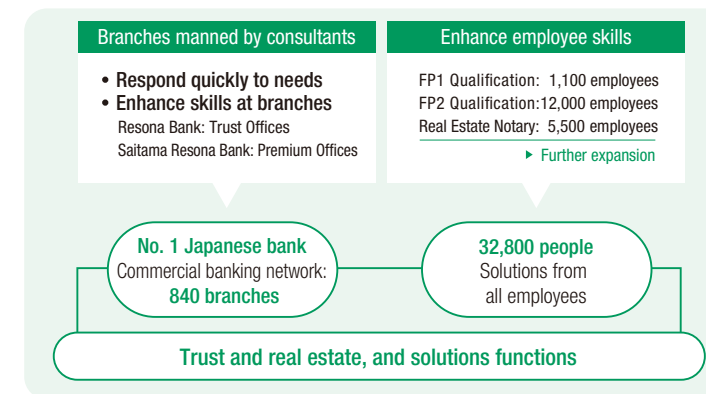 Branches manned by consultants
• Respond quickly to needs
• Enhance skills at branches
Resona Bank: Trust Offices
Saitama Resona Bank: Premium Offices
Enhance employee skills
FP1 Qualification: 1,100 employees
FP2 Qualification:12,000 employees
Real Estate Notary: 5,500 employees
▶ Further expansion
No. 1 Japanese bank
Commercial banking network:
840 branches
32,800 people
Solutions from
all employees
Trust and real estate, and solutions functions